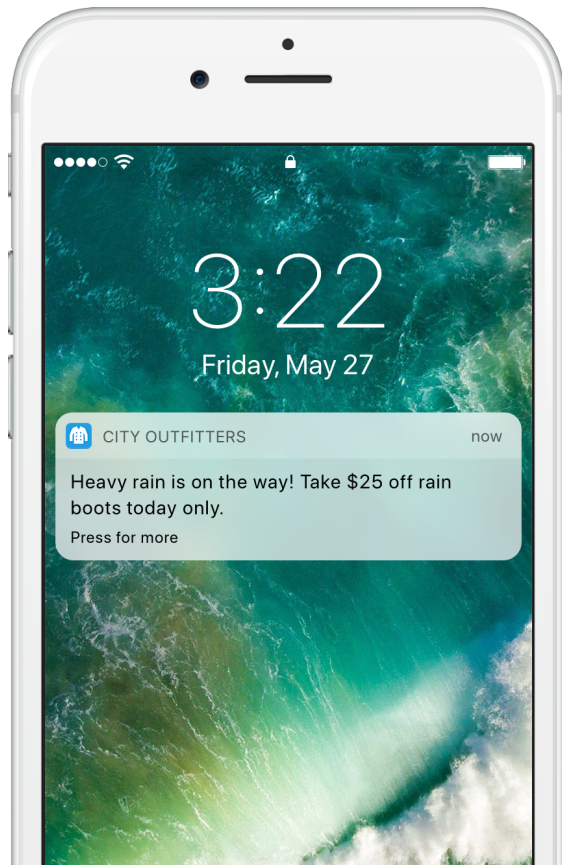 3:22
Friday, May 27
CITY OUTFITTERS now
Heavy rain is on the way! Take $25 off rain
boots today only.
Press for more